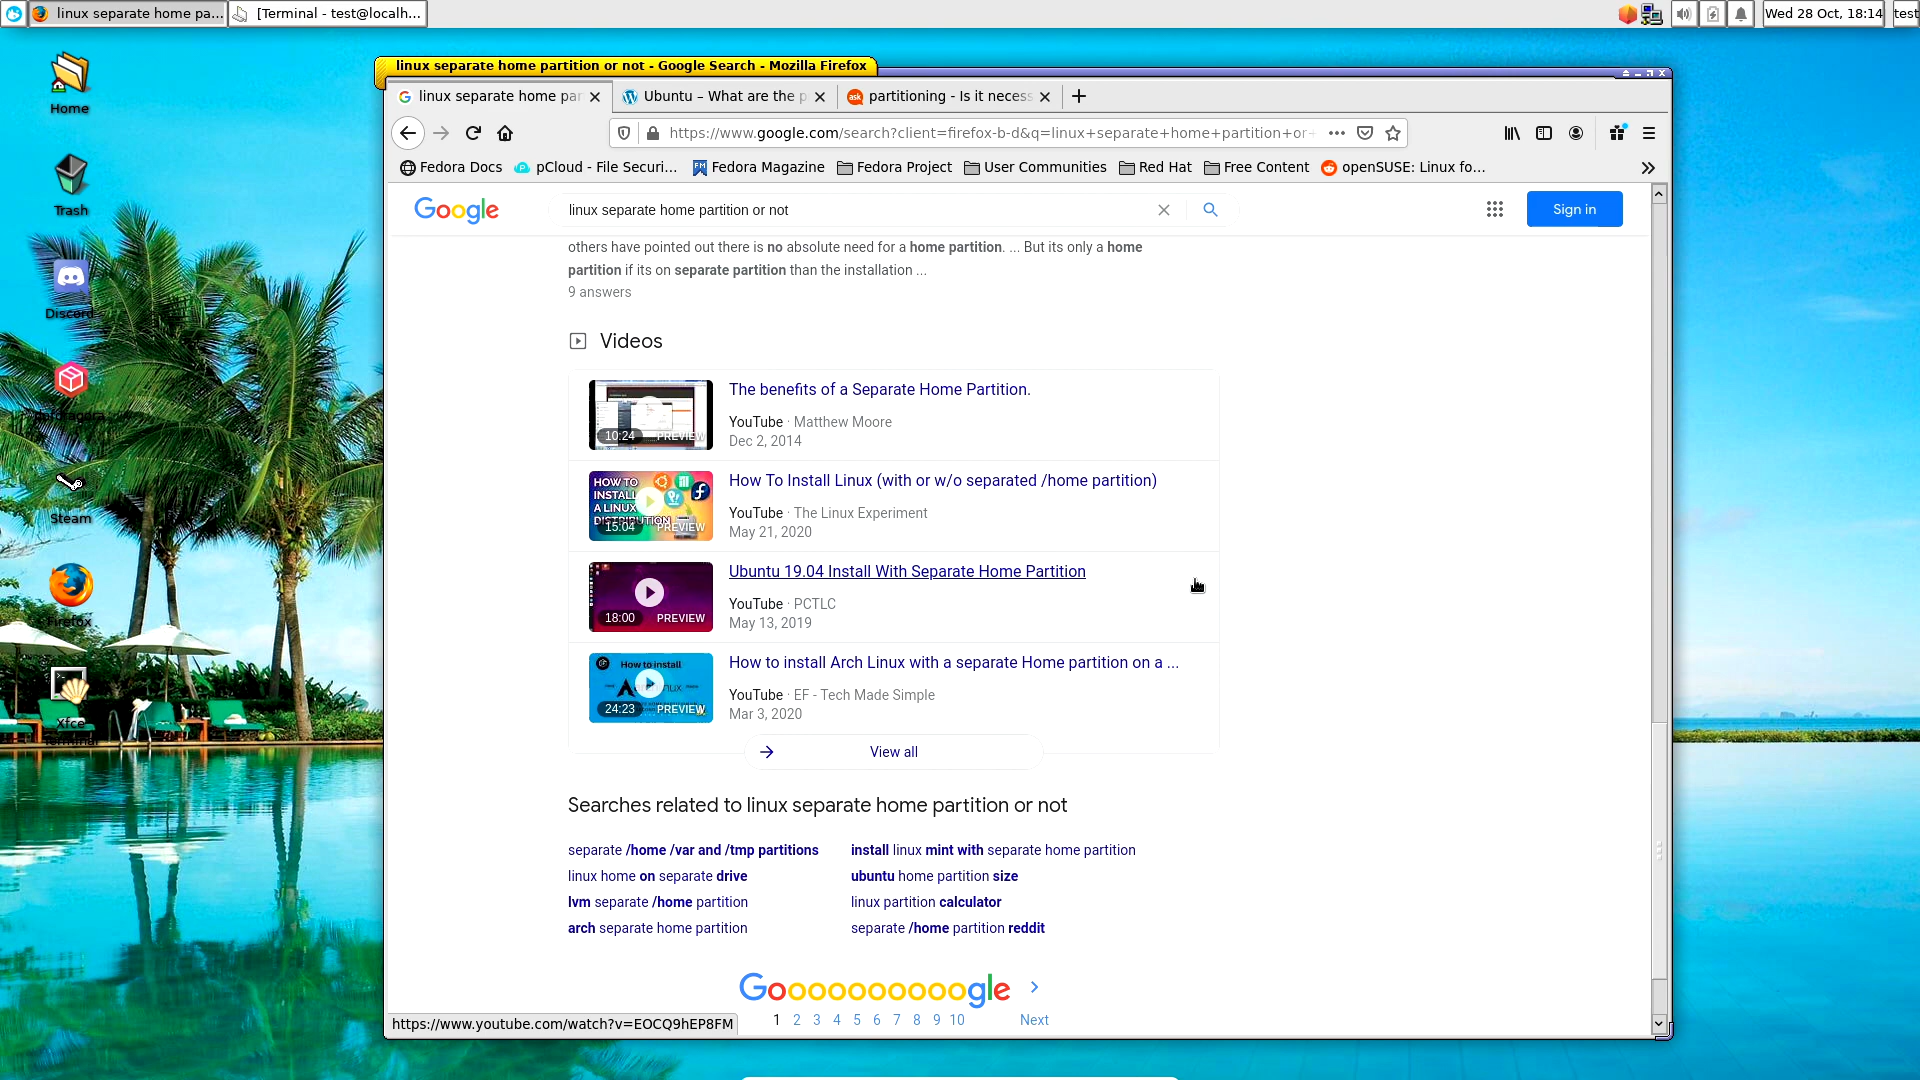 linux separate home pa...
[Terminal - test@localh...
Wed 28 Oct, 18:14
test
Home
Trash
Discord
Steam
Firefox
Xfce
Terminal
linux separate home partition or not - Google Search - Mozilla Firefox
linux separate home par
Ubuntu – What are the p
ask
partitioning - Is it necess
https://www.google.com/search?client=firefox-b-d&q=linux+separate+home+partition+or+
Fedora Docs
pCloud - File Securi...
Fedora Magazine
Fedora Project
User Communities
Red Hat
Free Content
openSUSE: Linux fo...
Google
linux separate home partition or not
Sign in
others have pointed out there is no absolute need for a home partition. ... But its only a home
partition if its on separate partition than the installation ...
9 answers
Videos
10:24 PREVIEW
The benefits of a Separate Home Partition.
YouTube · Matthew Moore
Dec 2, 2014
HOW TO
INSTALL
A LINUX
DISTRIBUTION
15:04 PREVIEW
How To Install Linux (with or w/o separated /home partition)
YouTube · The Linux Experiment
May 21, 2020
18:00 PREVIEW
Ubuntu 19.04 Install With Separate Home Partition
YouTube · PCTLC
May 13, 2019
How to install
24:23 PREVIEW
How to install Arch Linux with a separate Home partition on a ...
YouTube · EF - Tech Made Simple
Mar 3, 2020
View all
Searches related to linux separate home partition or not
separate /home /var and /tmp partitions
install linux mint with separate home partition
linux home on separate drive
ubuntu home partition size
lvm separate /home partition
linux partition calculator
arch separate home partition
separate /home partition reddit
Goooooooooogle
1 2 3 4 5 6 7 8 9 10 Next
https://www.youtube.com/watch?v=EOCQ9hEP8FM